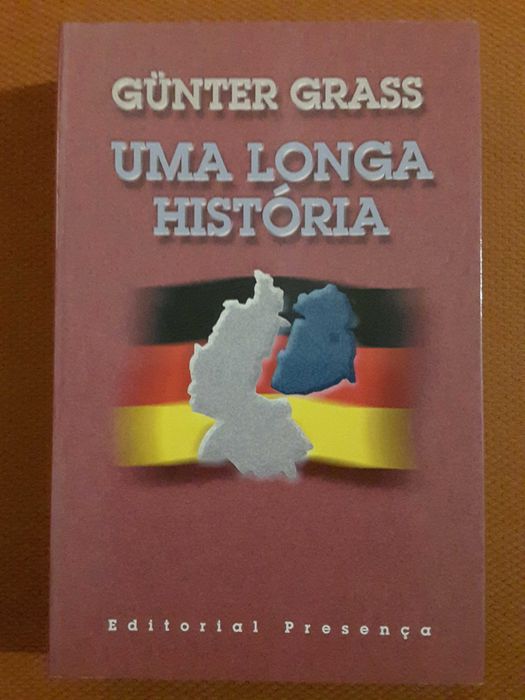 GÜNTER GRASS
UMA LONGA
HISTÓRIA
Editorial Presença